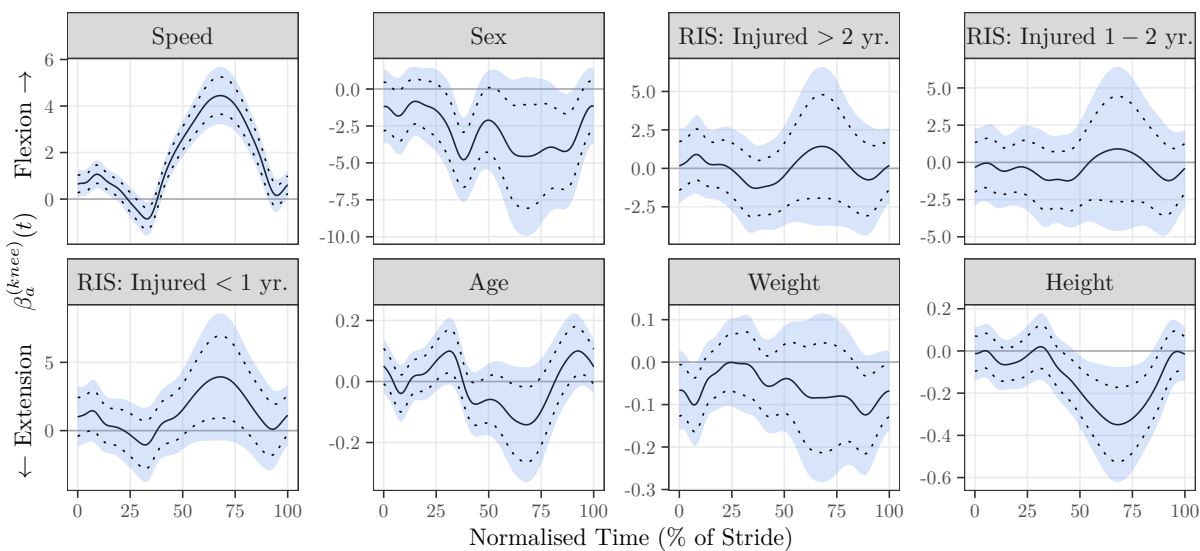 Speed
Sex
RIS: Injured > 2 yr.
RIS: Injured 1 − 2 yr.
6
4
2
0
0.0
-2.5
-5.0
-7.5
-10.0
5.0
2.5
0.0
-2.5
5.0
2.5
0.0
-2.5
-5.0
← Extension β_a^{(knee)}(t) Flexion →
RIS: Injured < 1 yr.
Age
Weight
Height
5
0
0.2
0.0
-0.2
0.1
0.0
-0.1
-0.2
-0.3
0.2
0.0
-0.2
-0.4
-0.6
0 25 50 75 100
0 25 50 75 100
0 25 50 75 100
0 25 50 75 100
Normalised Time (% of Stride)